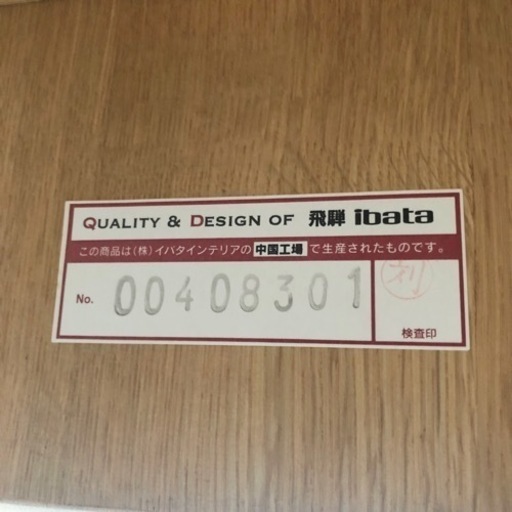 QUALITY & DESIGN OF 飛騨 ibata
この商品は(株)イバタインテリアの中国工場で生産されたものです。
No. 00408301
検査印